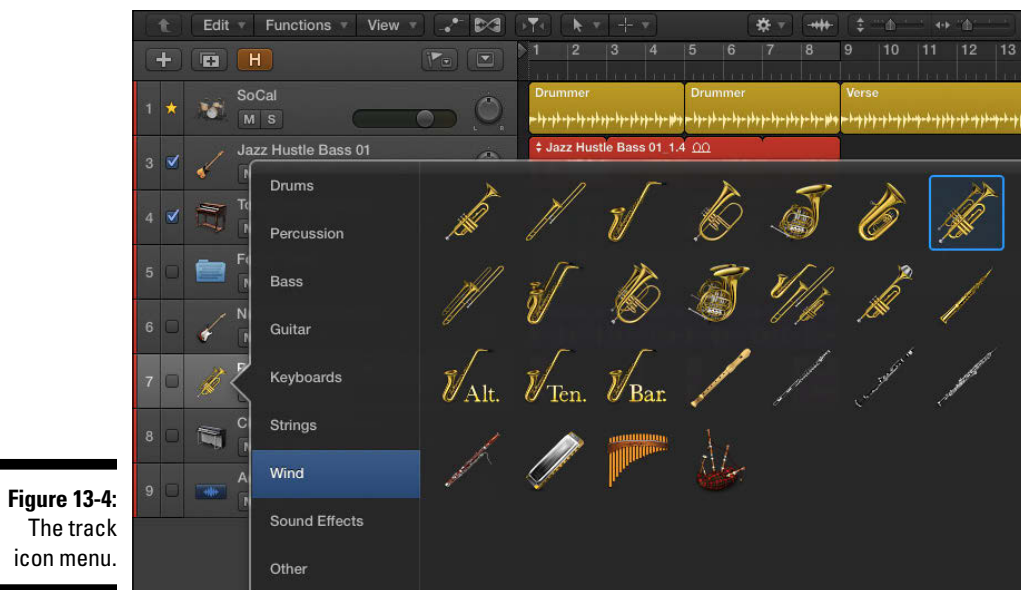 Edit Functions View
H
1 2 3 4 5 6 7 8 9 10 11 12 13
1 SoCal
M S
L R
Drummer Drummer Verse
3 Jazz Hustle Bass 01
Jazz Hustle Bass 01_1.4
4
5
6
7
8
9
Drums
Percussion
Bass
Guitar
Keyboards
Strings
Wind
Sound Effects
Other
Alt. Ten. Bar.
Figure 13-4:
The track
icon menu.